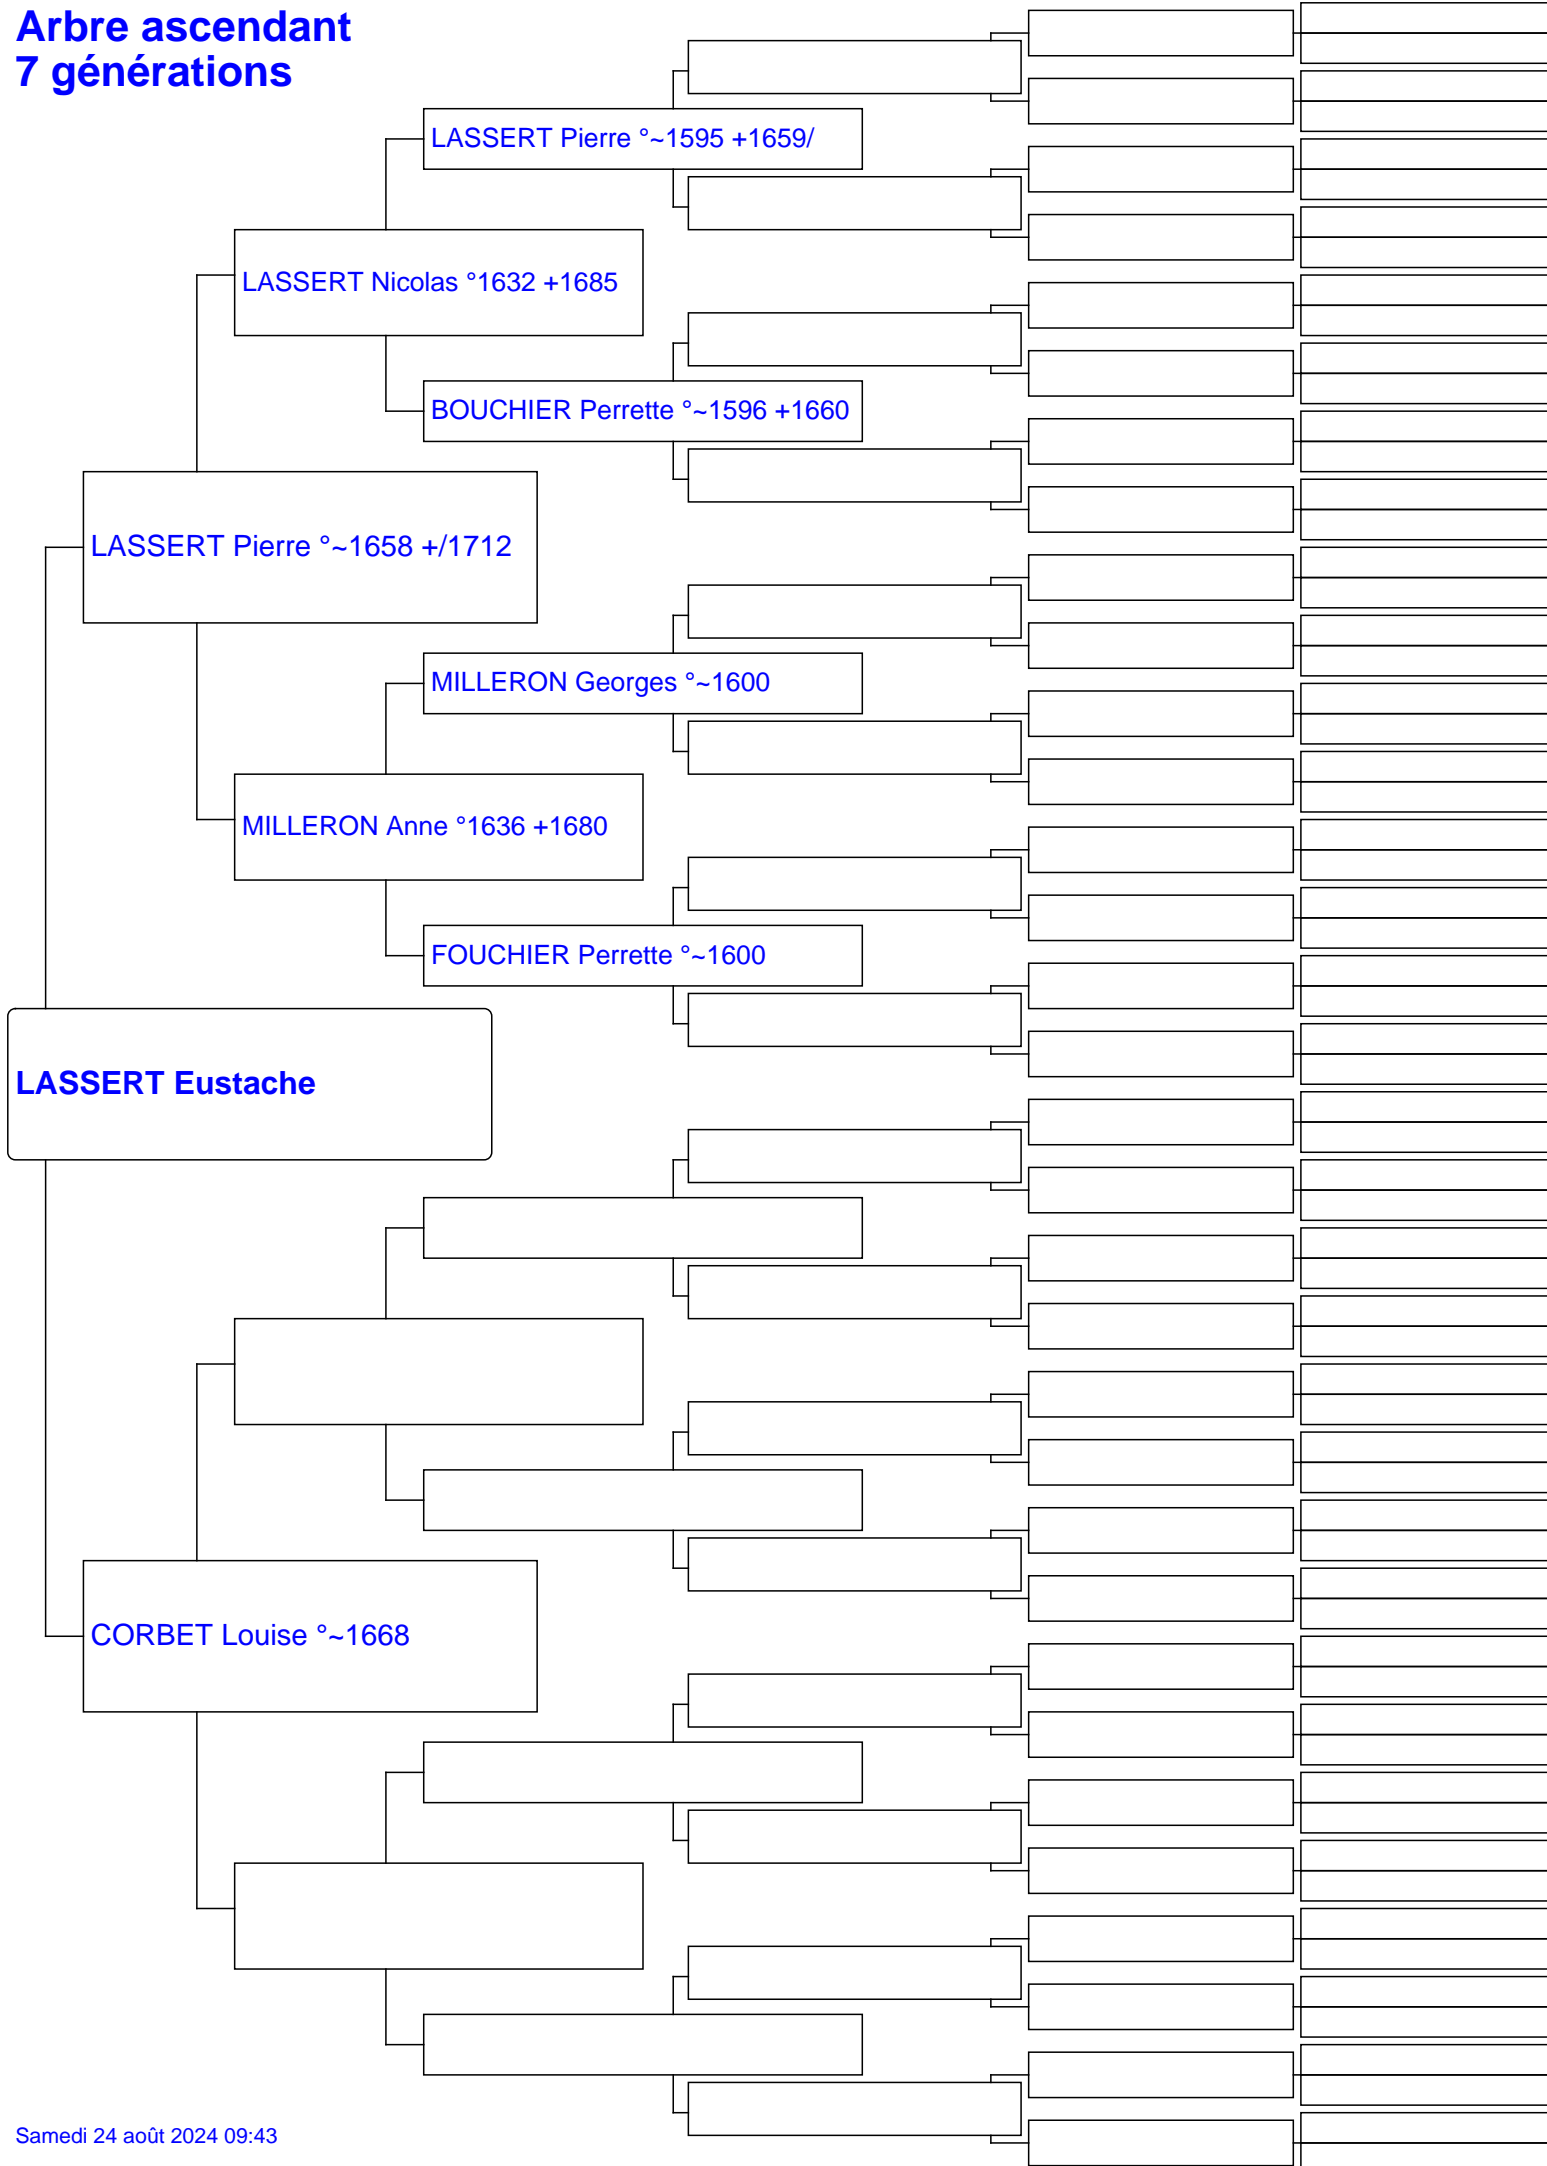 Arbre ascendant
7 générations
LASSERT Pierre °~1595 +1659/
LASSERT Nicolas °1632 +1685
BOUCHIER Perrette °~1596 +1660
LASSERT Pierre °~1658 +/1712
MILLERON Georges °~1600
MILLERON Anne °1636 +1680
FOUCHIER Perrette °~1600
LASSERT Eustache
CORBET Louise °~1668
Samedi 24 août 2024 09:43